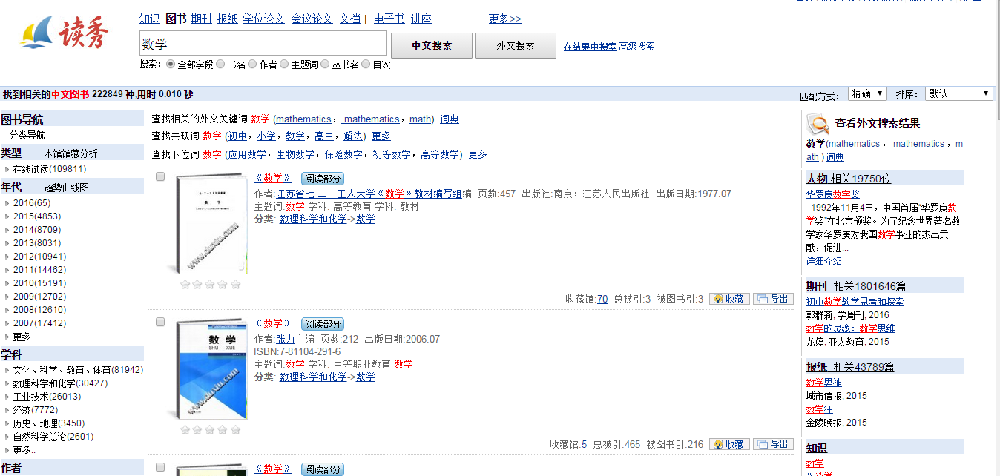 读秀
知识 图书 期刊 报纸 学位论文 会议论文 文档 | 电子书 讲座 更多>>
数学 中文搜索 外文搜索 在结果中搜索 高级搜索
搜索： 全部字段 书名 作者 主题词 丛书名 目次
找到相关的中文图书 222849 种,用时 0.010 秒
匹配方式： 精确 排序： 默认
图书导航
分类导航
类型 本馆馆藏分析
在线试读(109811)
年代 趋势曲线图
2016(65)
2015(4853)
2014(8709)
2013(8031)
2012(10941)
2011(14462)
2010(15191)
2009(12702)
2008(12610)
2007(17412)
更多
学科
文化、科学、教育、体育(81942)
数理科学和化学(30427)
工业技术(26013)
经济(7772)
历史、地理(3450)
自然科学总论(2601)
更多..
作者
查找相关的外文关键词 数学 (mathematics， mathematics，math) 词典
查找共现词 数学 (初中，小学，教学，高中，解法) 更多
查找下位词 数学 (应用数学，生物数学，保险数学，初等数学，高等数学) 更多
《数学》 阅读部分
作者:江苏省七·二一工人大学《数学》教材编写组编 页数:457 出版社:南京：江苏人民出版社 出版日期:1977.07
主题词:数学 学科: 高等教育 学科: 教材
分类: 数理科学和化学->数学
数 学
www.duxiu.com
收藏馆:70 总被引:3 被图书引:3 收藏 导出
《数学》 阅读部分
作者:张力主编 页数:212 出版日期:2006.07
ISBN:7-81104-291-6
主题词:数学 学科: 中等职业教育 数学
分类: 数理科学和化学->数学
数 学
SHU XUE
www.duxiu.com
收藏馆:5 总被引:465 被图书引:216 收藏 导出
《数学》 阅读部分
查看外文搜索结果
数学(mathematics， mathematics，m
ath ) 词典
人物 相关19750位
华罗庚数学奖
1992年11月4日，中国首届“华罗庚数
学奖”在北京颁奖。为了纪念世界著名数
学家华罗庚对我国数学事业的杰出贡
献，促进...
详细介绍
期刊 相关1801646篇
初中数学教学思考和探索
郭群莉, 学周刊, 2016
数学的灵魂：数学思维
龙婷, 亚太教育, 2015
报纸 相关43789篇
数学男神
城市信报, 2015
数学狂
金陵晚报, 2015
知识
数学